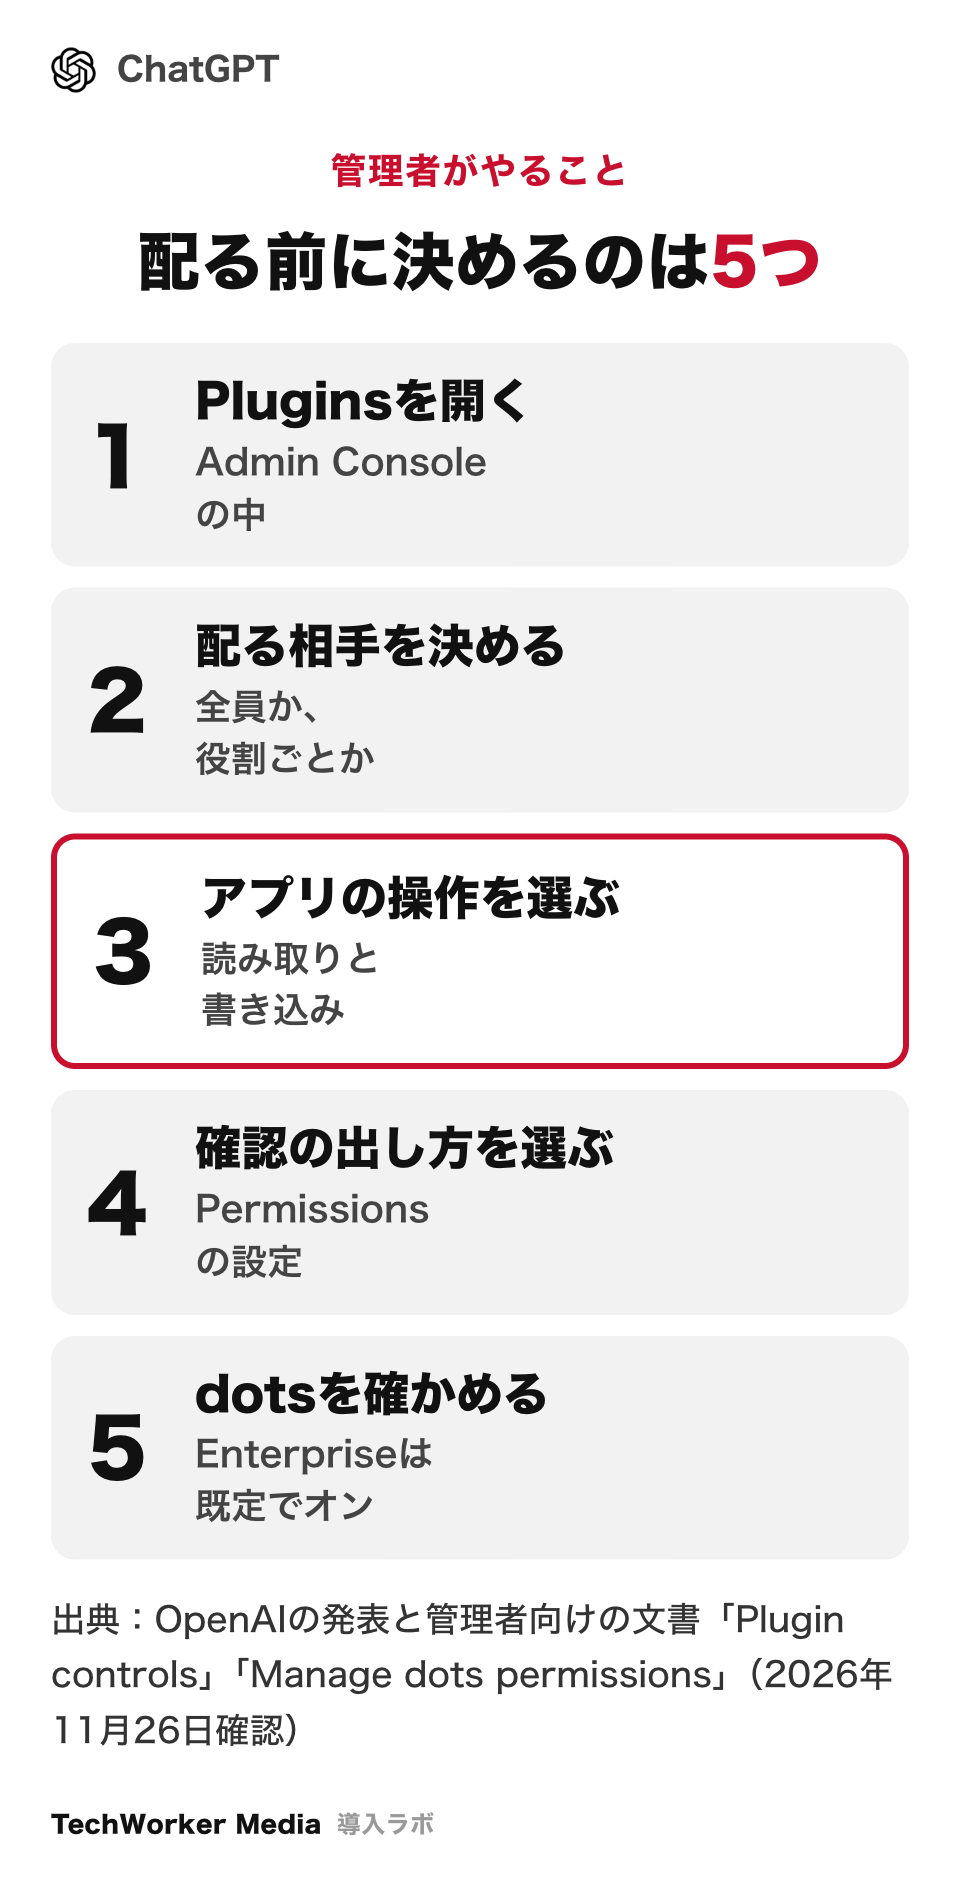 ChatGPT
管理者がやること
配る前に決めるのは5つ
1
Pluginsを開く
Admin Console
の中
2
配る相手を決める
全員か、
役割ごとか
3
アプリの操作を選ぶ
読み取りと
書き込み
4
確認の出し方を選ぶ
Permissions
の設定
5
dotsを確かめる
Enterpriseは
既定でオン
出典：OpenAIの発表と管理者向けの文書「Plugin
controls」「Manage dots permissions」（2026年
11月26日確認）
TechWorker Media 導入ラボ